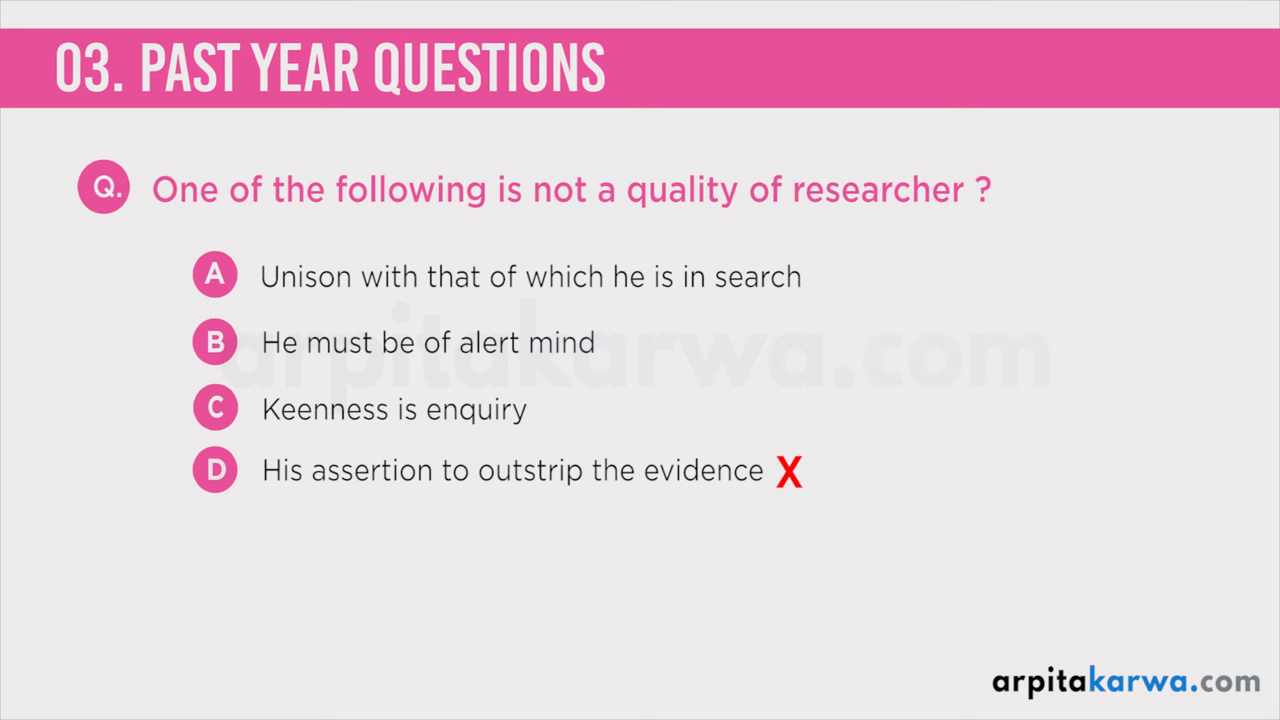 03. PAST YEAR QUESTIONS
Q. One of the following is not a quality of researcher ?
A Unison with that of which he is in search
B He must be of alert mind
C Keenness is enquiry
D His assertion to outstrip the evidence X
arpitakarwa.com
arpitakarwa.com